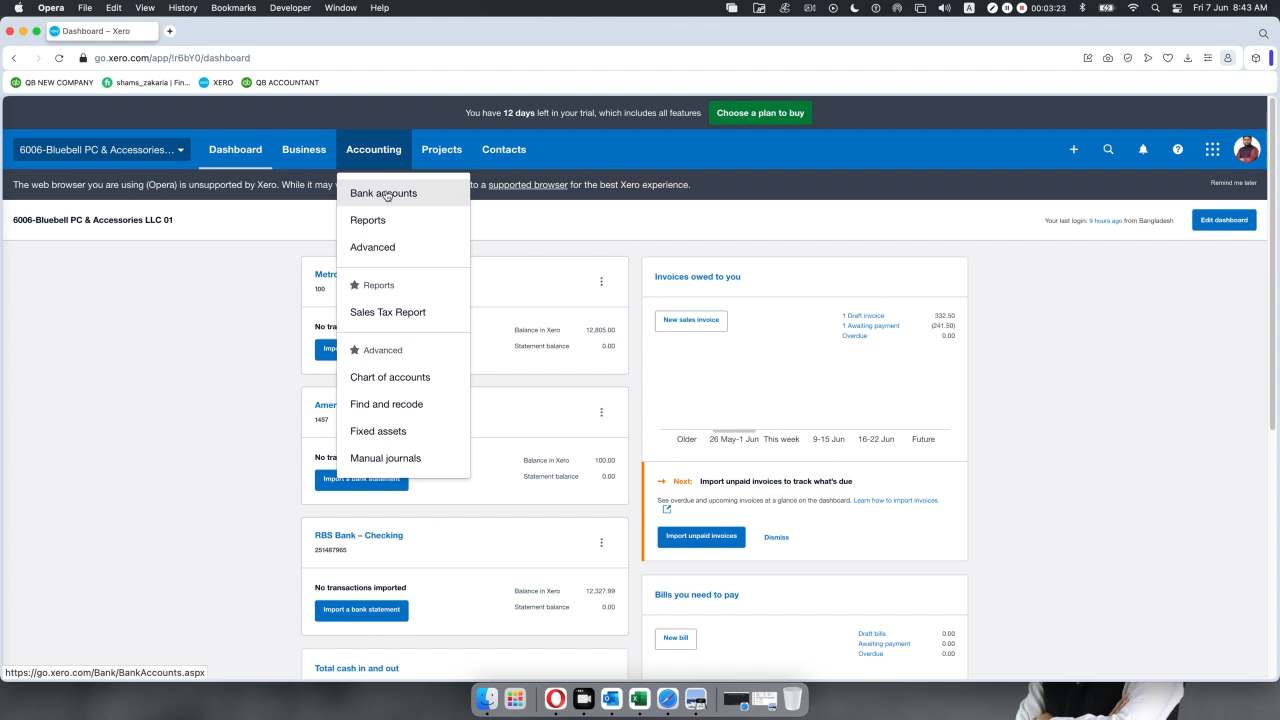 Opera File Edit View History Bookmarks Developer Window Help 00:03:23 Fri 7 Jun 8:43 AM
Dashboard – Xero
go.xero.com/app/!r6bY0/dashboard
QB NEW COMPANY shams_zakaria | Fin... XERO QB ACCOUNTANT
You have 12 days left in your trial, which includes all features Choose a plan to buy
6006-Bluebell PC & Accessories... Dashboard Business Accounting Projects Contacts
The web browser you are using (Opera) is unsupported by Xero. While it may to a supported browser for the best Xero experience. Remind me later
6006-Bluebell PC & Accessories LLC 01 Your last login: 9 hours ago from Bangladesh Edit dashboard
Bank accounts
Reports
Advanced
Reports
Sales Tax Report
Advanced
Chart of accounts
Find and recode
Fixed assets
Manual journals
Metro
100
No tra Balance in Xero 12,805.00
Statement balance 0.00
Imp
Amer
1457
No tra Balance in Xero 100.00
Statement balance 0.00
Import a bank statement
RBS Bank – Checking
251487965
No transactions imported Balance in Xero 12,327.99
Statement balance 0.00
Import a bank statement
Total cash in and out
Invoices owed to you
New sales invoice
1 Draft invoice 332.50
1 Awaiting payment (241.50)
Overdue 0.00
Older 26 May-1 Jun This week 9-15 Jun 16-22 Jun Future
Next: Import unpaid invoices to track what's due
See overdue and upcoming invoices at a glance on the dashboard. Learn how to import invoices
Import unpaid invoices Dismiss
Bills you need to pay
New bill
Draft bills 0.00
Awaiting payment 0.00
Overdue 0.00
https://go.xero.com/Bank/BankAccounts.aspx